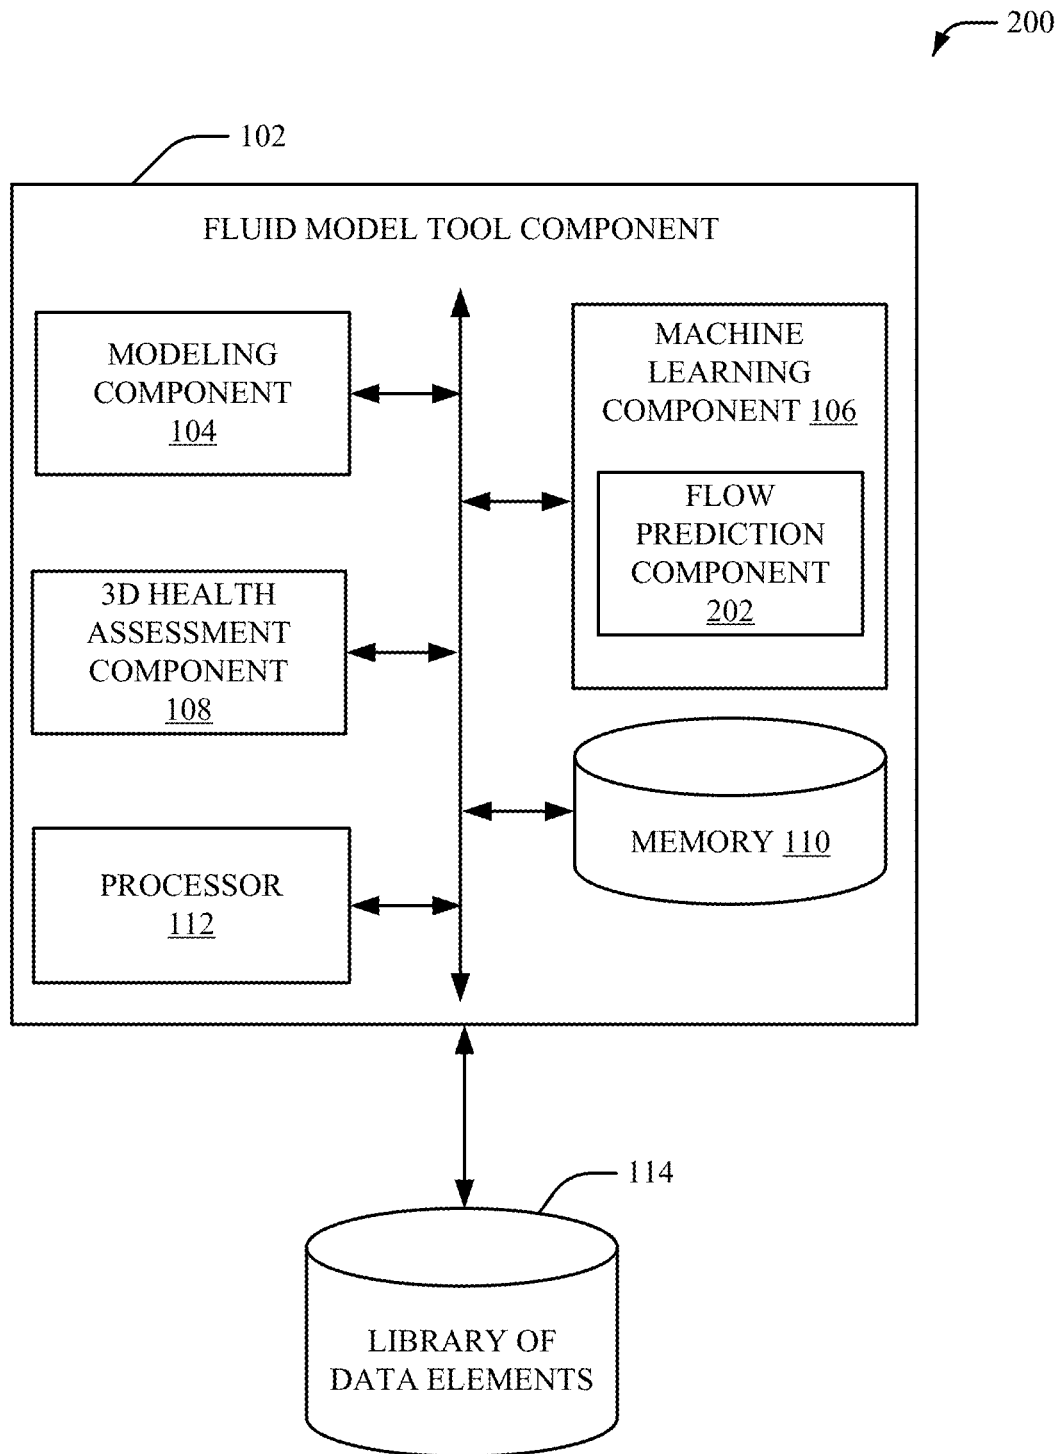 200
102
FLUID MODEL TOOL COMPONENT
MODELING
COMPONENT
104
MACHINE
LEARNING
COMPONENT 106
FLOW
PREDICTION
COMPONENT
202
3D HEALTH
ASSESSMENT
COMPONENT
108
MEMORY 110
PROCESSOR
112
114
LIBRARY OF
DATA ELEMENTS